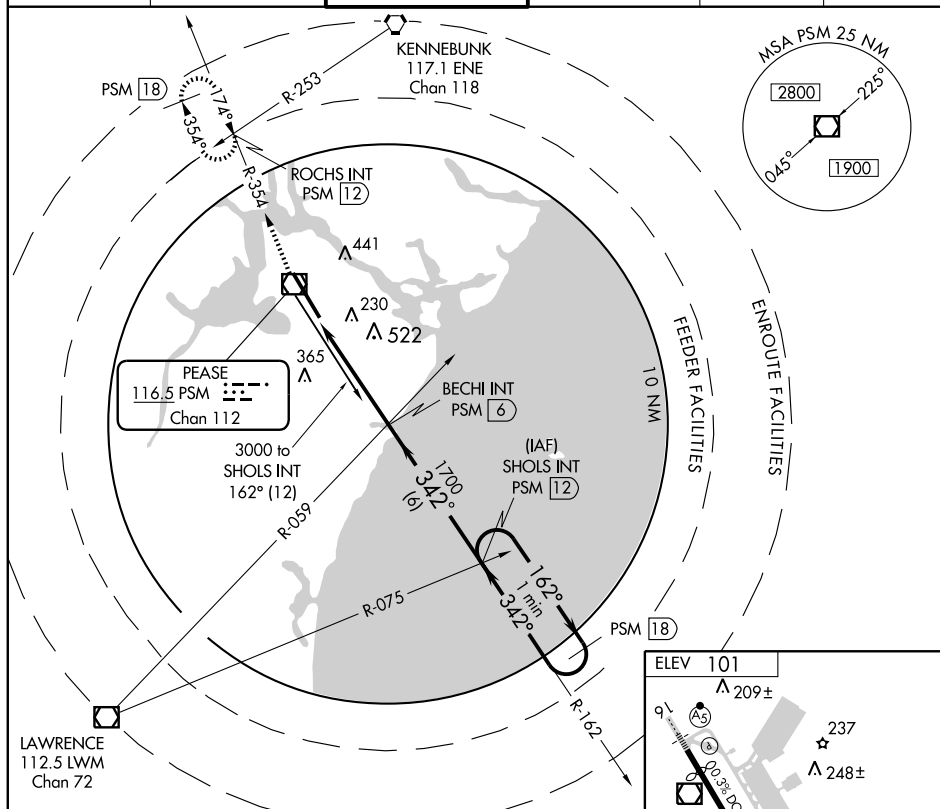 KENNEBUNK
117.1 ENE
Chan 118
MSA PSM 25 NM
2800
225°
045°
1900
PSM 18
R-253
174°
354°
R-354
ROCHS INT
PSM 12
441
230
522
365
PEASE
116.5 PSM
Chan 112
BECHI INT
PSM 6
10 NM
FEEDER FACILITIES
ENROUTE FACILITIES
3000 to
SHOLS INT
162° (12)
(IAF)
SHOLS INT
PSM 12
1700
342°
(6)
R-059
R-075
162°
1 min
342°
PSM 18
R-162
LAWRENCE
112.5 LWM
Chan 72
ELEV 101
209±
16
A5
237
248±